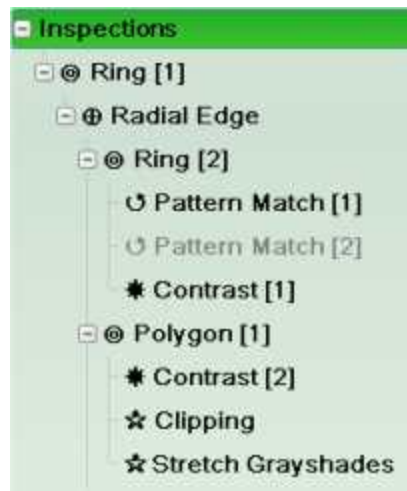 Inspections
Ring [1]
Radial Edge
Ring [2]
Pattern Match [1]
Pattern Match [2]
Contrast [1]
Polygon [1]
Contrast [2]
Clipping
Stretch Grayshades